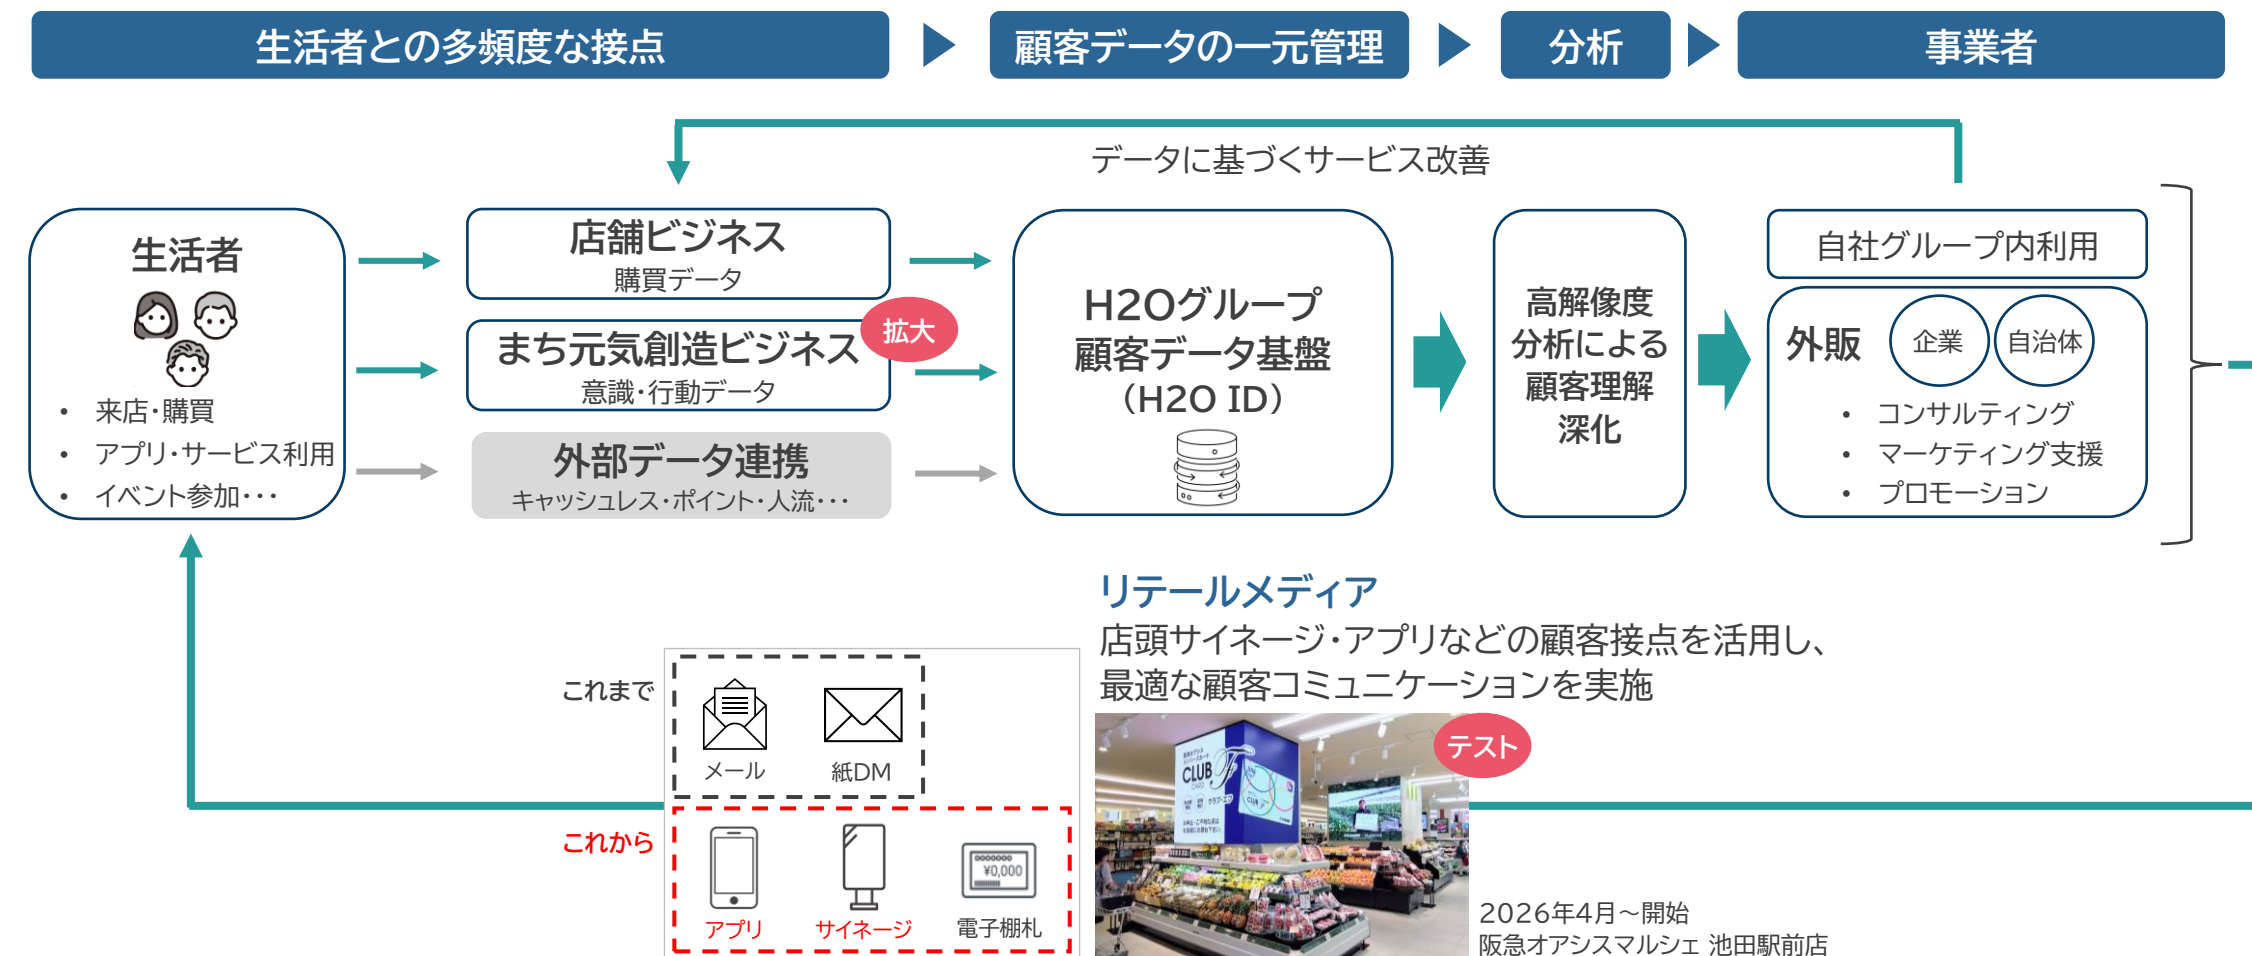 生活者との多頻度な接点
顧客データの一元管理
分析
事業者
データに基づくサービス改善
生活者
・ 来店・購買
・ アプリ・サービス利用
・ イベント参加・・・
店舗ビジネス
購買データ
まち元気創造ビジネス
意識・行動データ
拡大
外部データ連携
キャッシュレス・ポイント・人流・・・
H2Oグループ
顧客データ基盤
（H2O ID）
高解像度
分析による
顧客理解
深化
自社グループ内利用
外販
企業
自治体
・ コンサルティング
・ マーケティング支援
・ プロモーション
リテールメディア
店頭サイネージ・アプリなどの顧客接点を活用し、
最適な顧客コミュニケーションを実施
これまで
メール
紙DM
これから
アプリ
サイネージ
0000000
¥0,000
電子棚札
テスト
CLUB F
CARD
クラブ・エフ
CLUB F
2026年4月～開始
阪急オアシスマルシェ 池田駅前店